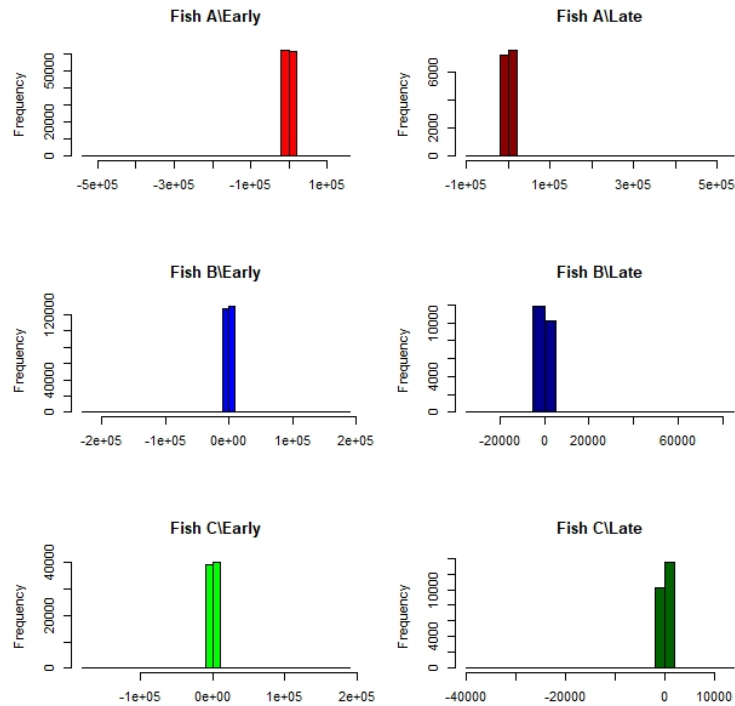 Fish A\Early
Fish A\Late
Frequency
0 20000 50000
-5e+05 -3e+05 -1e+05 1e+05
Frequency
0 2000 6000
-1e+05 1e+05 3e+05 5e+05
Fish B\Early
Fish B\Late
Frequency
0 40000 120000
-2e+05 -1e+05 0e+00 1e+05 2e+05
Frequency
0 4000 10000
-20000 0 20000 60000
Fish C\Early
Fish C\Late
Frequency
0 20000 40000
-1e+05 0e+00 1e+05 2e+05
Frequency
0 4000 10000
-40000 -20000 0 10000